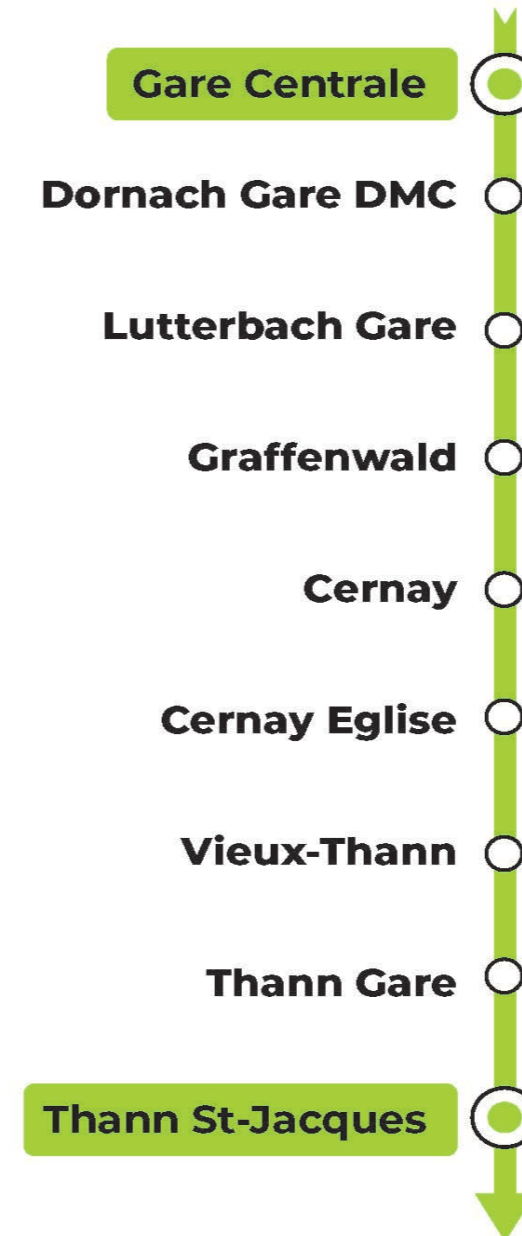 Gare Centrale
Dornach Gare DMC
Lutterbach Gare
Graffenwald
Cernay
Cernay Eglise
Vieux-Thann
Thann Gare
Thann St-Jacques